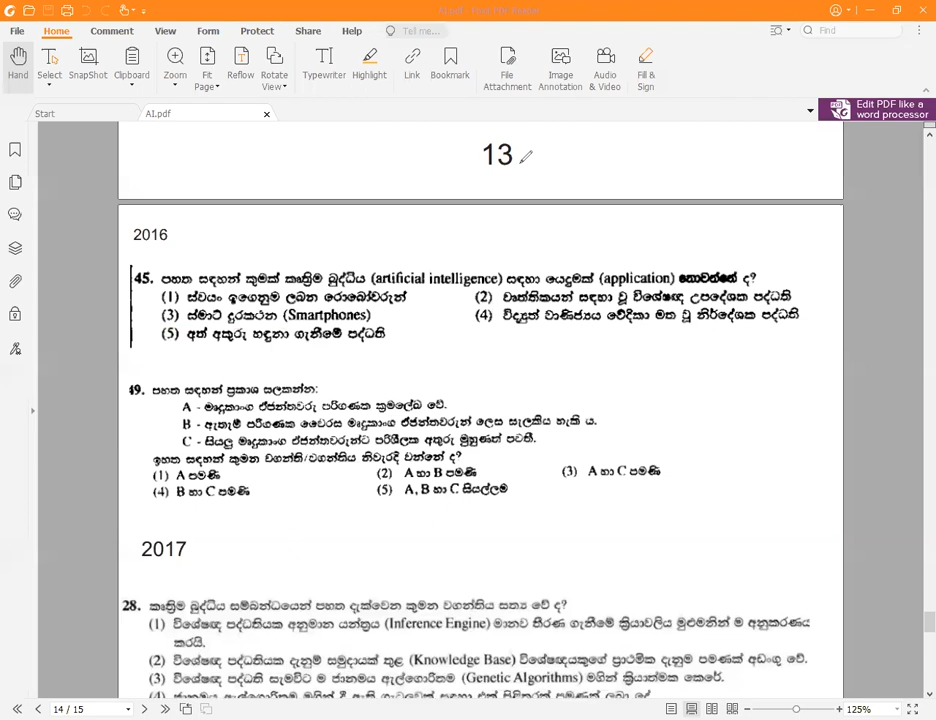 File Home Comment View Form Protect Share Help Tell me... Find
Hand Select SnapShot Clipboard Zoom Fit Page Reflow Rotate View Typewriter Highlight Link Bookmark File Attachment Image Annotation Audio & Video Fill & Sign
Start AI.pdf
Edit PDF like a
word processor
13
2016
45. පහත සඳහන් කුමක් කෘත්‍රිම බුද්ධිය (artificial intelligence) සඳහා යෙදුමක් (application) නොවන්නේ ද?
(1) ස්වයං ඉගෙනුම ලබන රොබෝවරුන් (2) වෘත්තිකයන් සඳහා වූ විශේෂඥ උපදේශක පද්ධති
(3) ස්මාට් දුරකථන (Smartphones) (4) විද්‍යුත් වාණිජ්‍යය වේදිකා මත වූ නිර්දේශක පද්ධති
(5) අත් අකුරු හඳුනා ගැනීමේ පද්ධති
49. පහත සඳහන් ප්‍රකාශ සලකන්න:
A - මෘදුකාංග ඒජන්තවරු පරිගණක ක්‍රමලේඛ වේ.
B - ඇතැම් පරිගණක වෛරස මෘදුකාංග ඒජන්තවරුන් ලෙස සැලකිය හැකි ය.
C - සියලු මෘදුකාංග ඒජන්තවරුන්ට පරිශීලක අතුරු මුහුණත් පවතී.
ඉහත සඳහන් කුමන වගන්ති/වගන්තිය නිවැරදි වන්නේ ද?
(1) A පමණි (2) A හා B පමණි (3) A හා C පමණි
(4) B හා C පමණි (5) A, B හා C සියල්ලම
2017
28. කෘත්‍රිම බුද්ධිය සම්බන්ධයෙන් පහත දැක්වෙන කුමන වගන්තිය සත්‍ය වේ ද?
(1) විශේෂඥ පද්ධතියක අනුමාන යන්ත්‍රය (Inference Engine) මානව තීරණ ගැනීමේ ක්‍රියාවලිය මුළුමනින් ම අනුකරණය
කරයි.
(2) විශේෂඥ පද්ධතියක දැනුම් සමුදායක් තුළ (Knowledge Base) විශේෂඥයකුගේ ප්‍රාථමික දැනුම පමණක් අඩංගු වේ.
(3) විශේෂඥ පද්ධති සැමවිට ම ජානමය ඇල්ගොරිතම (Genetic Algorithms) මගින් ක්‍රියාත්මක කෙරේ.
14 / 15 125%